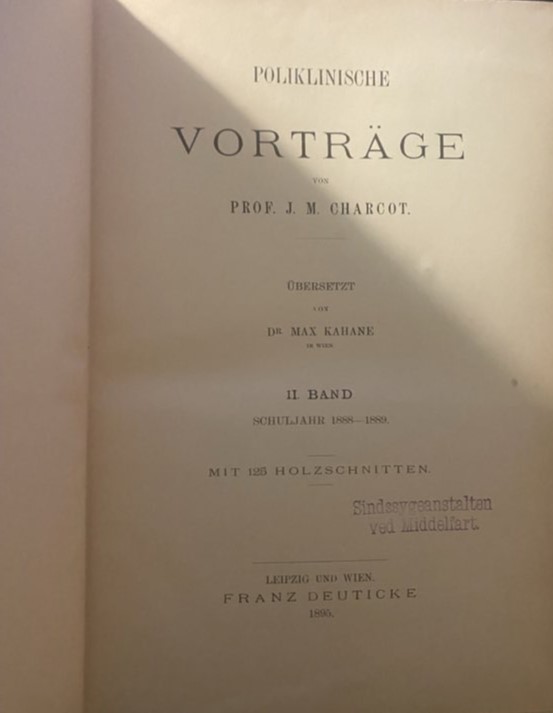 POLIKLINISCHE
VORTRÄGE
VON
PROF. J. M. CHARCOT.
ÜBERSETZT
VON
DR MAX KAHANE
IN WIEN
II. BAND
SCHULJAHR 1888—1889.
MIT 125 HOLZSCHNITTEN.
Sindssygeanstalten
ved Middelfart.
LEIPZIG UND WIEN.
FRANZ DEUTICKE
1895.